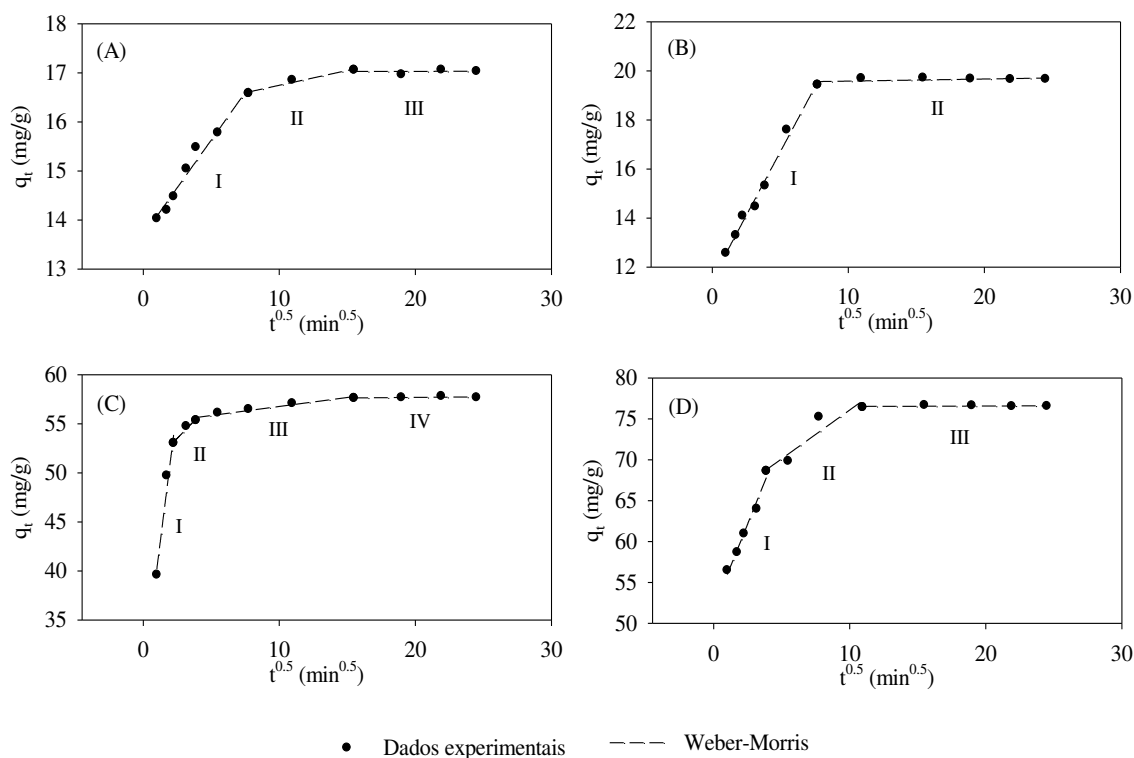 (A)
18
17
16
15
14
13
qt (mg/g)
I
II
III
0 10 20 30
t0.5 (min0.5)
(B)
22
20
18
16
14
12
qt (mg/g)
I
II
0 10 20 30
t0.5 (min0.5)
(C)
60
55
50
45
40
35
qt (mg/g)
I
II
III
IV
0 10 20 30
t0.5 (min0.5)
(D)
80
75
70
65
60
55
50
qt (mg/g)
I
II
III
0 10 20 30
t0.5 (min0.5)
Dados experimentais
Weber-Morris